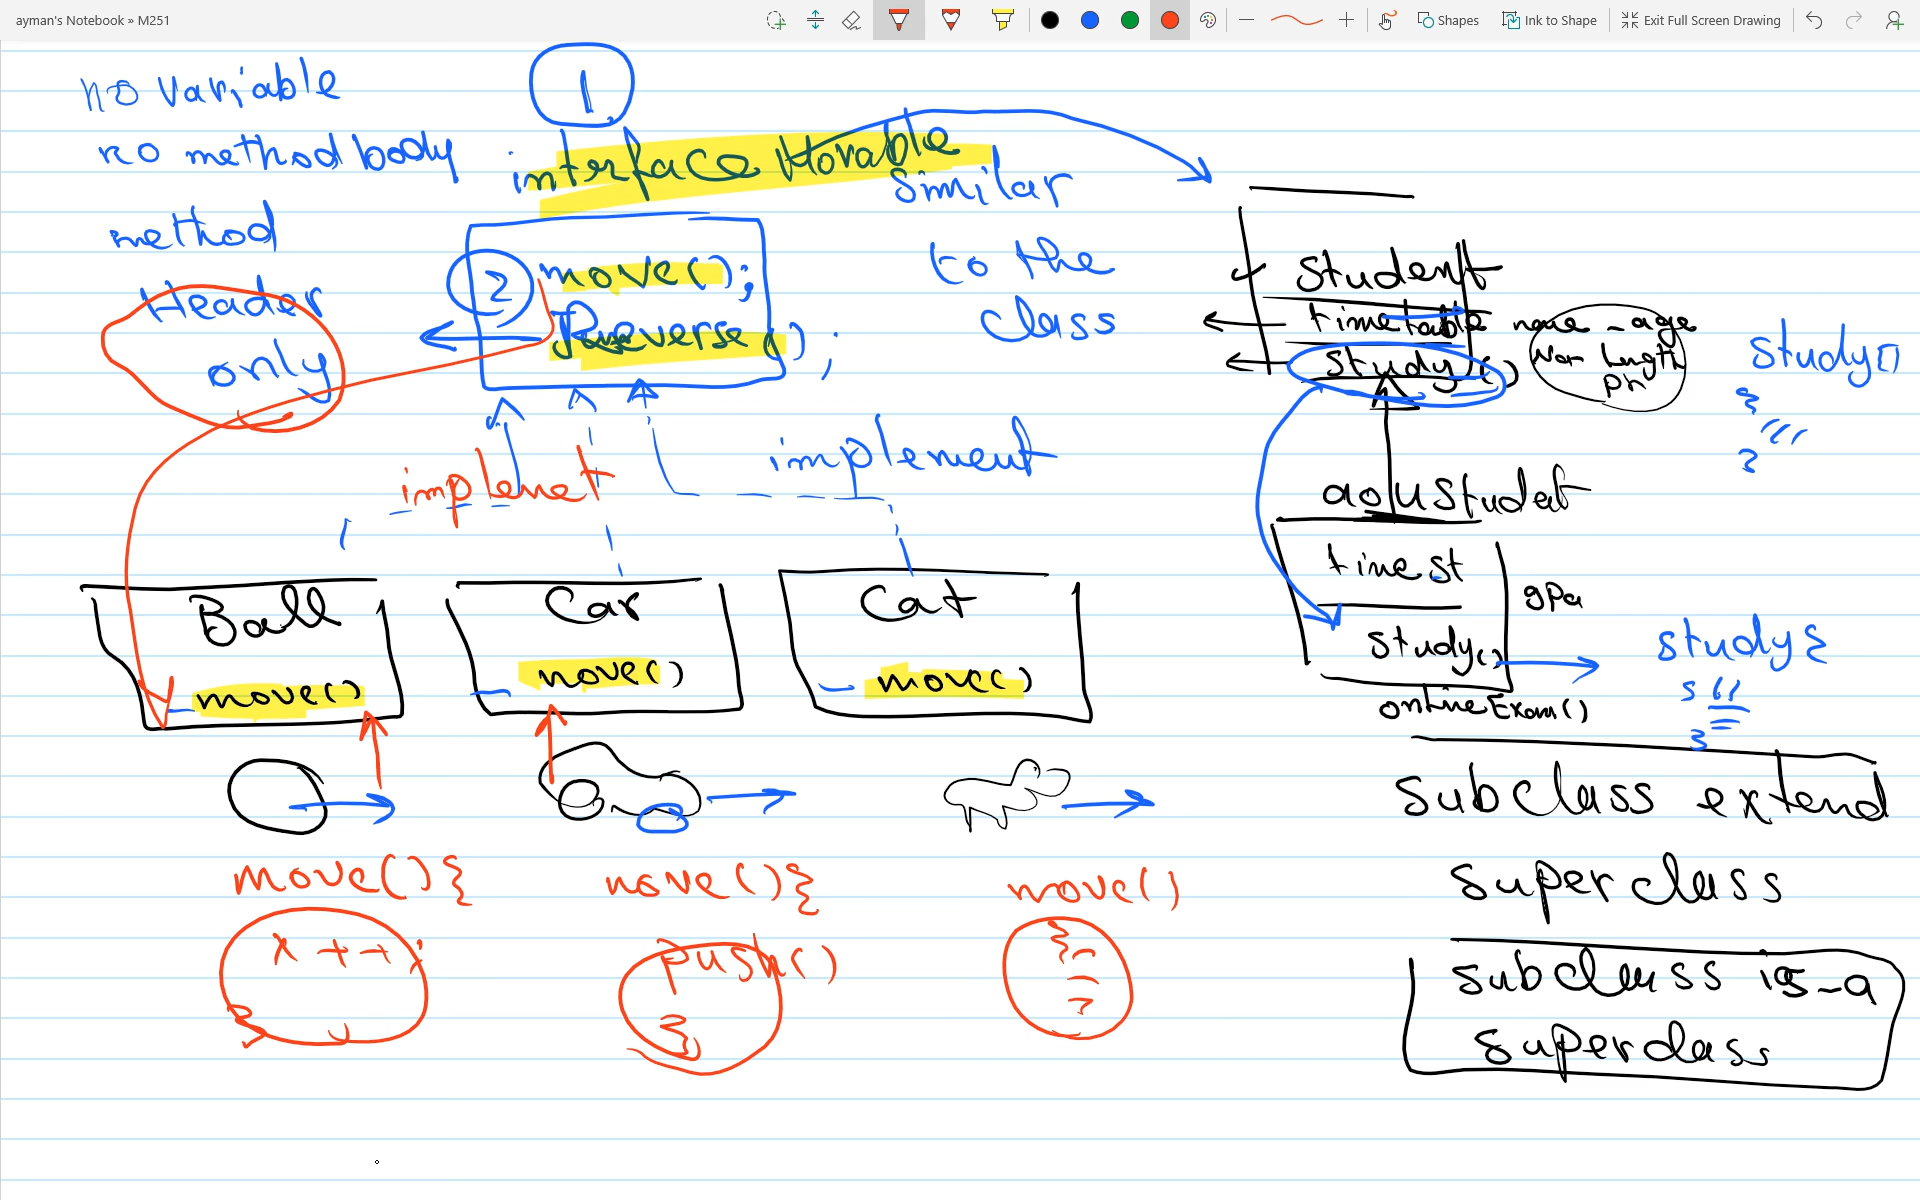 ayman's Notebook » M251
Shapes
Ink to Shape
Exit Full Screen Drawing
no variable
no method body
method
Header
only
1
interface Movable
similar
to the
class
2
move();
Reverse();
implenet
implement
Ball
move()
Car
move()
Cat
move()
move(){
x++;
}
move(){
push()
}
move()
{
}
Student
timetable
study()
name - age
Length
Ph
study()
{
}
aouStudet
time st
study()
gpa
onlineExam()
study{
}
subclass extend
superclass
subclass is-a
superclass